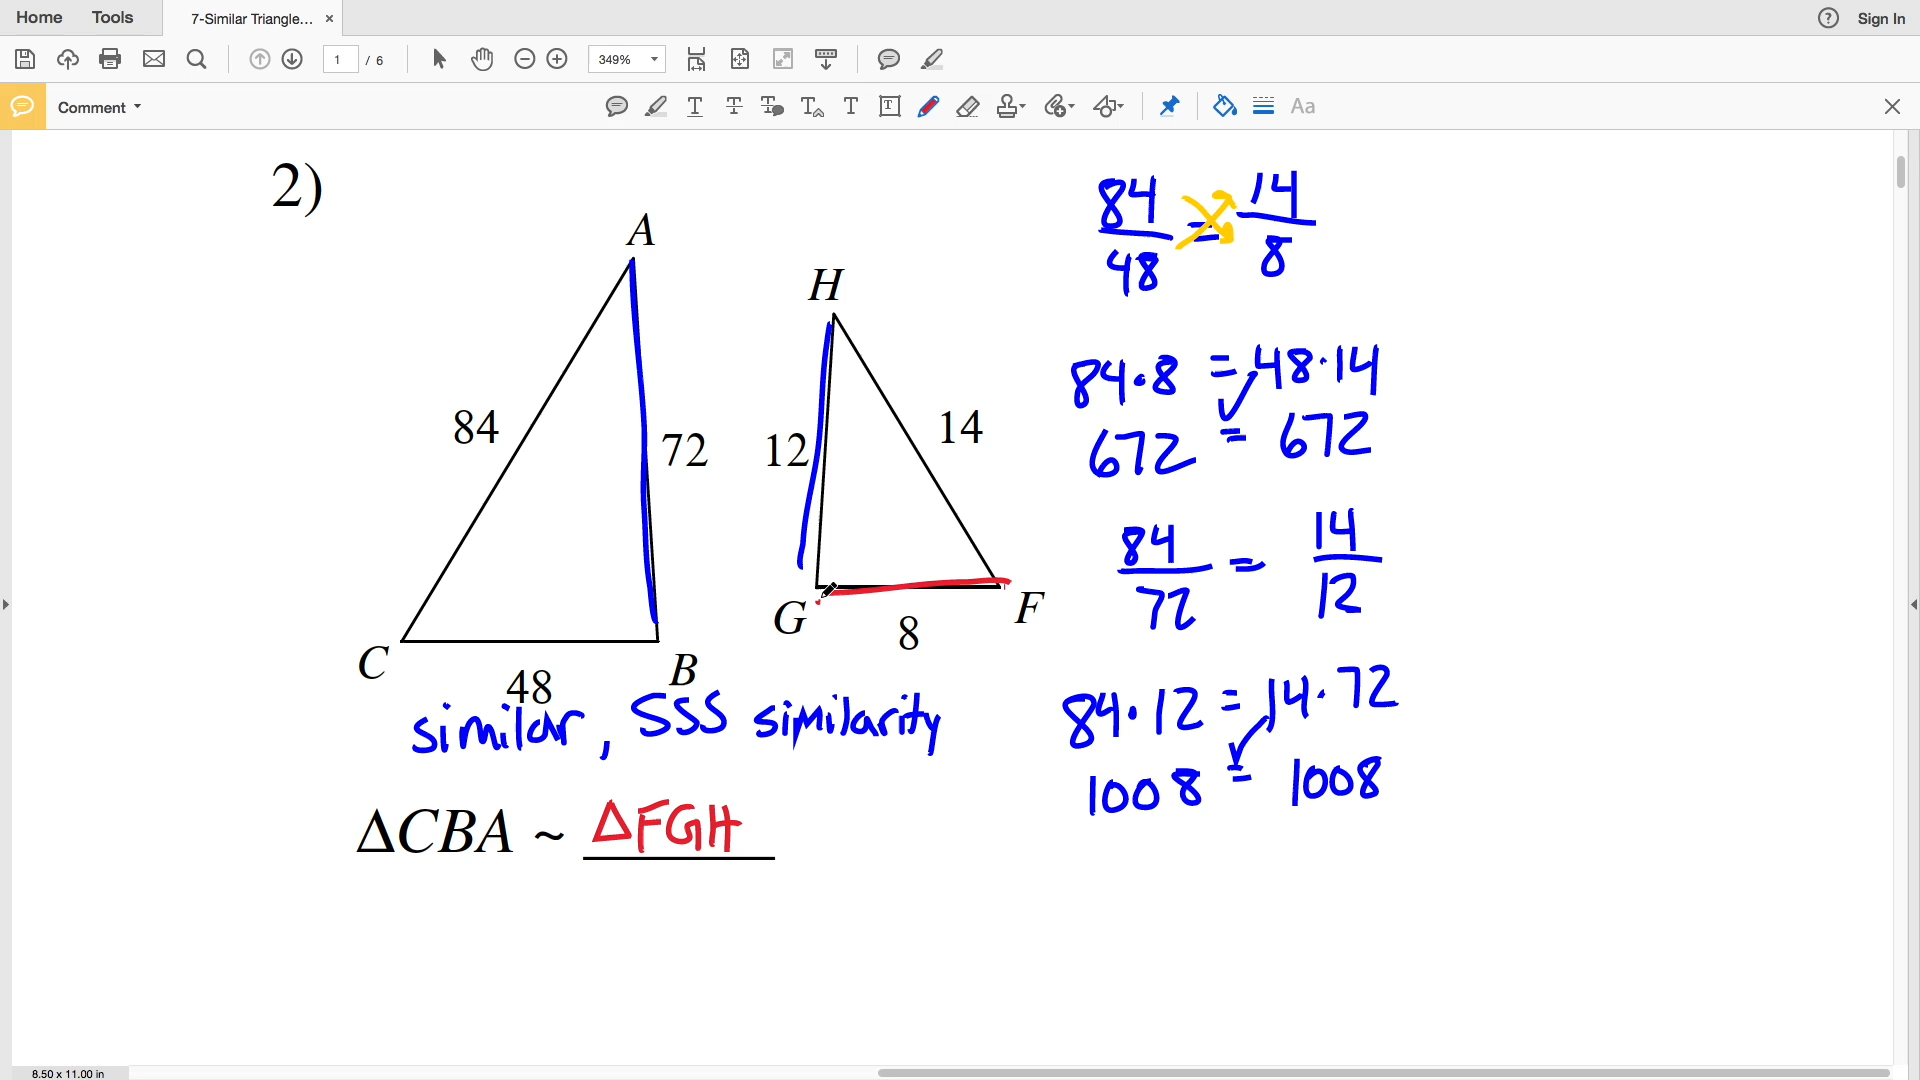 Home Tools 7-Similar Triangle... × ? Sign In
1 / 6 349%
Comment Aa
2)
A
H
84 72 12 14
C 48 B G 8 F
similar, SSS similarity
ΔCBA ~ ΔFGH
84/48 = 14/8
84·8 = 48·14
672 = 672
84/72 = 14/12
84·12 = 14·72
1008 = 1008
8.50 x 11.00 in